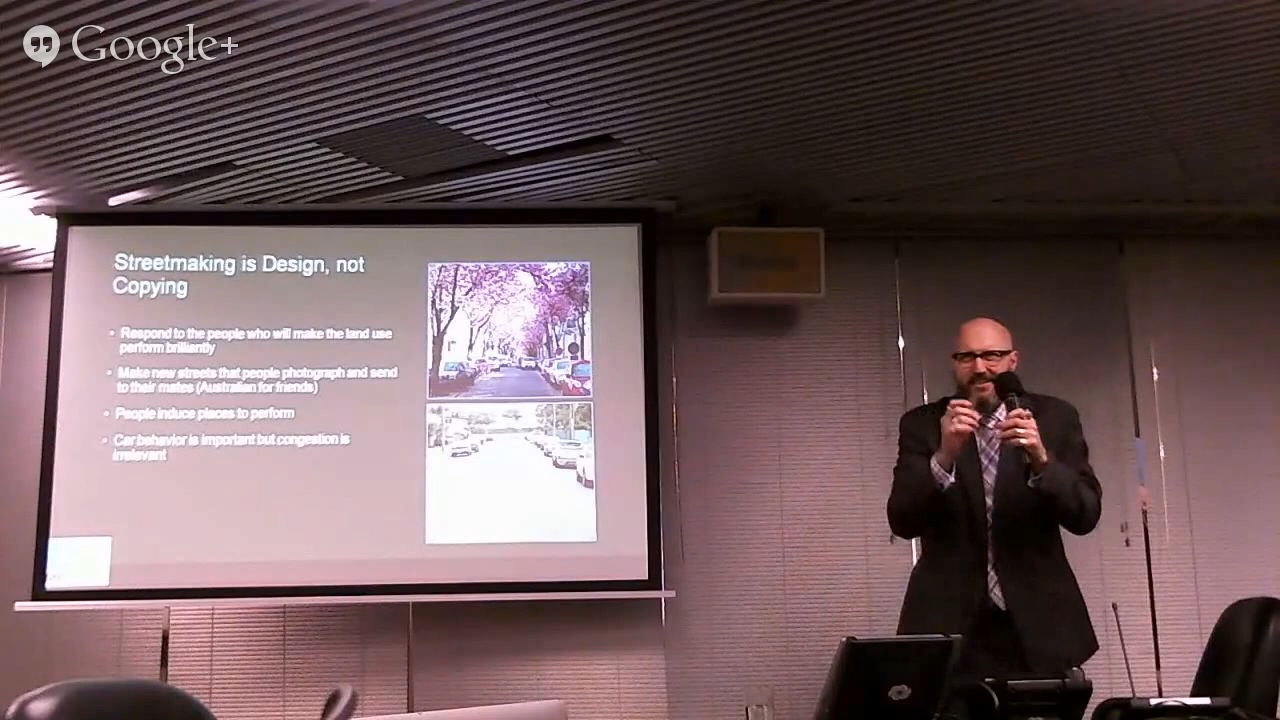 Google+
Streetmaking is Design, not
Copying
• Respond to the people who will make the land use
perform brilliantly
• Make new streets that people photograph and send
to their mates (Australian for friends)
• People induce places to perform
• Car behavior is important but congestion is
irrelevant